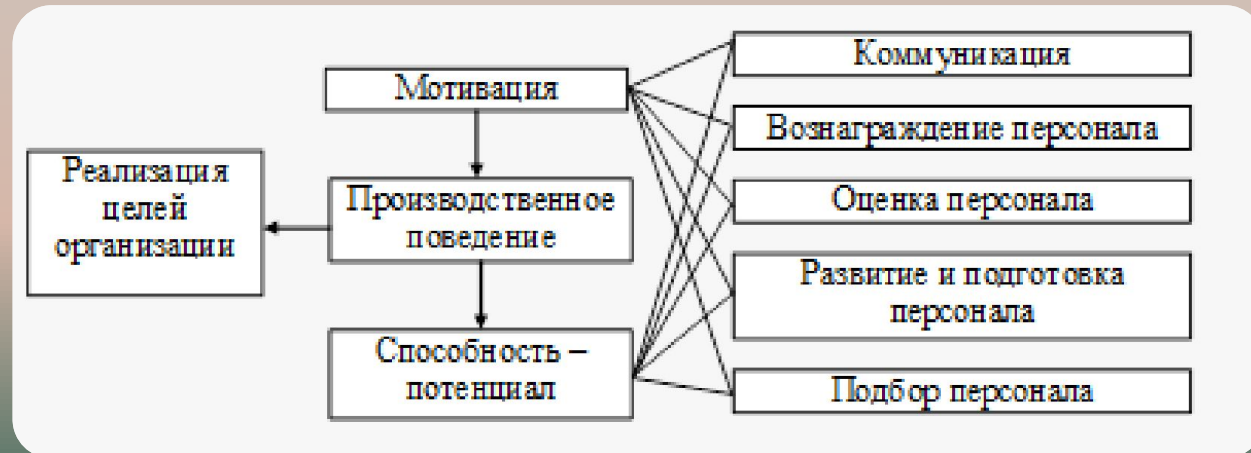 Реализация
целей
организации
Мотивация
Производственное
поведение
Способность –
потенциал
Коммуникация
Вознаграждение персонала
Оценка персонала
Развитие и подготовка
персонала
Подбор персонала